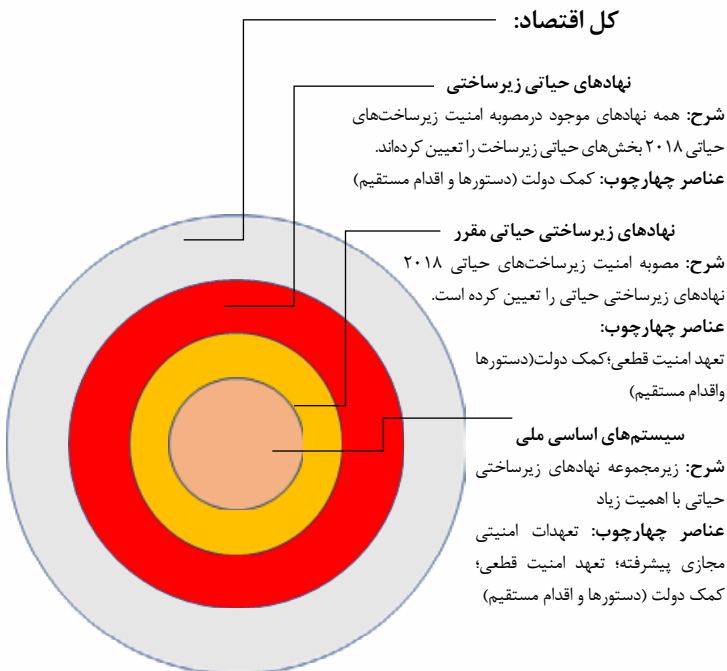 کل اقتصاد:
نهادهای حیاتی زیرساختی
شرح: همه نهادهای موجود درمصوبه امنیت زیرساخت‌های
حیاتی ۲۰۱۸ بخش‌های حیاتی زیرساخت را تعیین کرده‌اند.
عناصر چهارچوب: کمک دولت (دستورها و اقدام مستقیم)
نهادهای زیرساختی حیاتی مقرر
شرح: مصوبه امنیت زیرساخت‌های حیاتی ۲۰۱۸
نهادهای زیرساختی حیاتی را تعیین کرده است.
عناصر چهارچوب:
تعهد امنیت قطعی؛کمک دولت(دستورها
واقدام مستقیم)
سیستم‌های اساسی ملی
شرح: زیرمجموعه نهادهای زیرساختی
حیاتی با اهمیت زیاد
عناصر چهارچوب: تعهدات امنیتی
مجازی پیشرفته؛ تعهد امنیت قطعی؛
کمک دولت (دستورها و اقدام مستقیم)